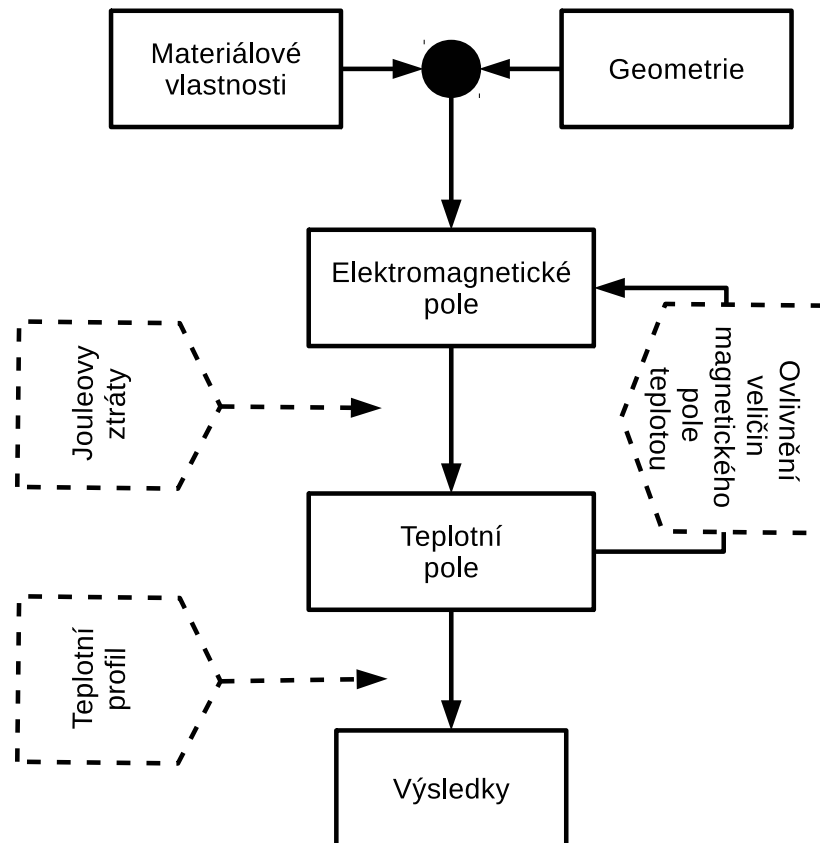 Materiálové
vlastnosti
Geometrie
Elektromagnetické
pole
Jouleovy
ztráty
Ovlivnění
veličin
magnetického
pole
teplotou
Teplotní
pole
Teplotní
profil
Výsledky